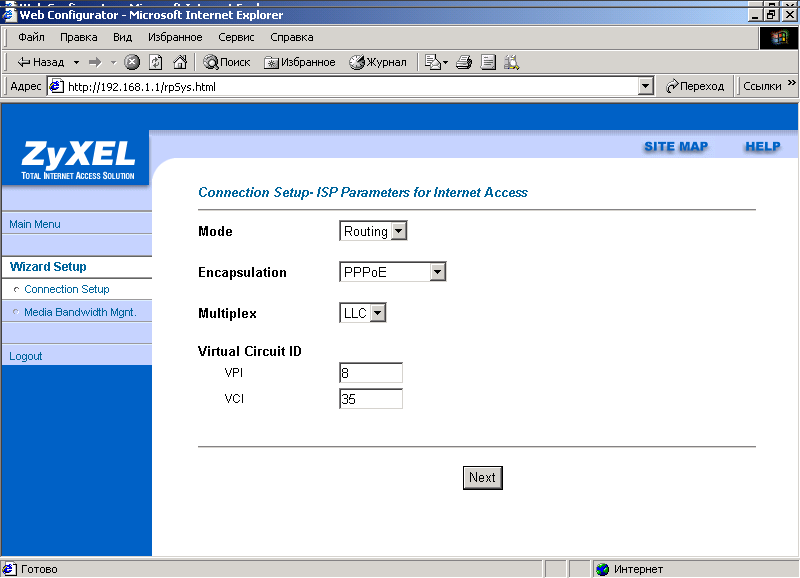 Web Configurator - Microsoft Internet Explorer
Файл Правка Вид Избранное Сервис Справка
Назад Поиск Избранное Журнал
Адрес http://192.168.1.1/rpSys.html Переход Ссылки »
ZyXEL
TOTAL INTERNET ACCESS SOLUTION
SITE MAP HELP
Main Menu
Wizard Setup
Connection Setup
Media Bandwidth Mgnt.
Logout
Connection Setup- ISP Parameters for Internet Access
Mode Routing
Encapsulation PPPoE
Multiplex LLC
Virtual Circuit ID
VPI 8
VCI 35
Next
Готово Интернет